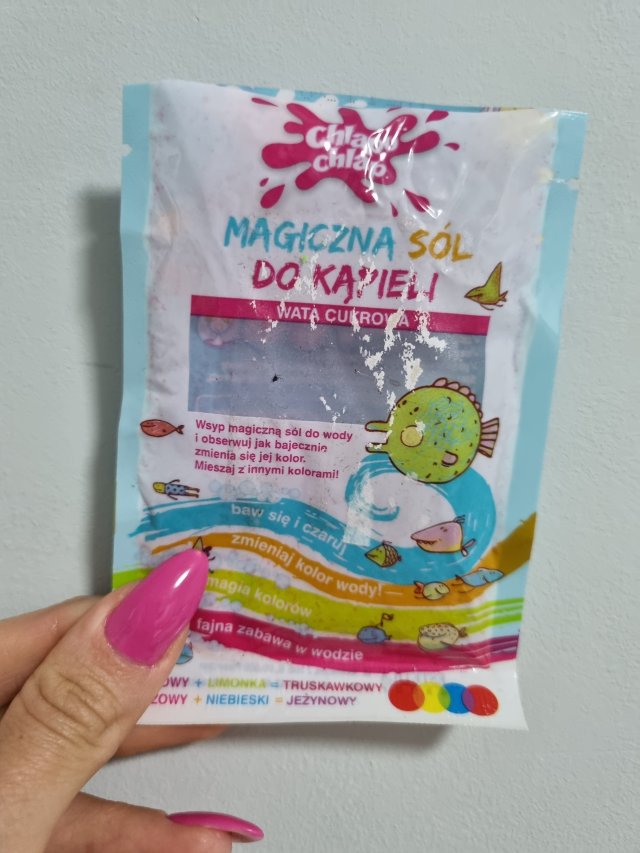 Chlapu
chlap.
MAGICZNA SÓL
DO KĄPIELI
WATA CUKROWA
Wsyp magiczną sól do wody
i obserwuj jak bajecznie
zmienia się jej kolor.
Mieszaj z innymi kolorami!
baw się i czaruj
zmieniaj kolor wody!
magia kolorów
fajna zabawa w wodzie
+ LIMONKA = TRUSKAWKOWY
+ NIEBIESKI = JEŻYNOWY